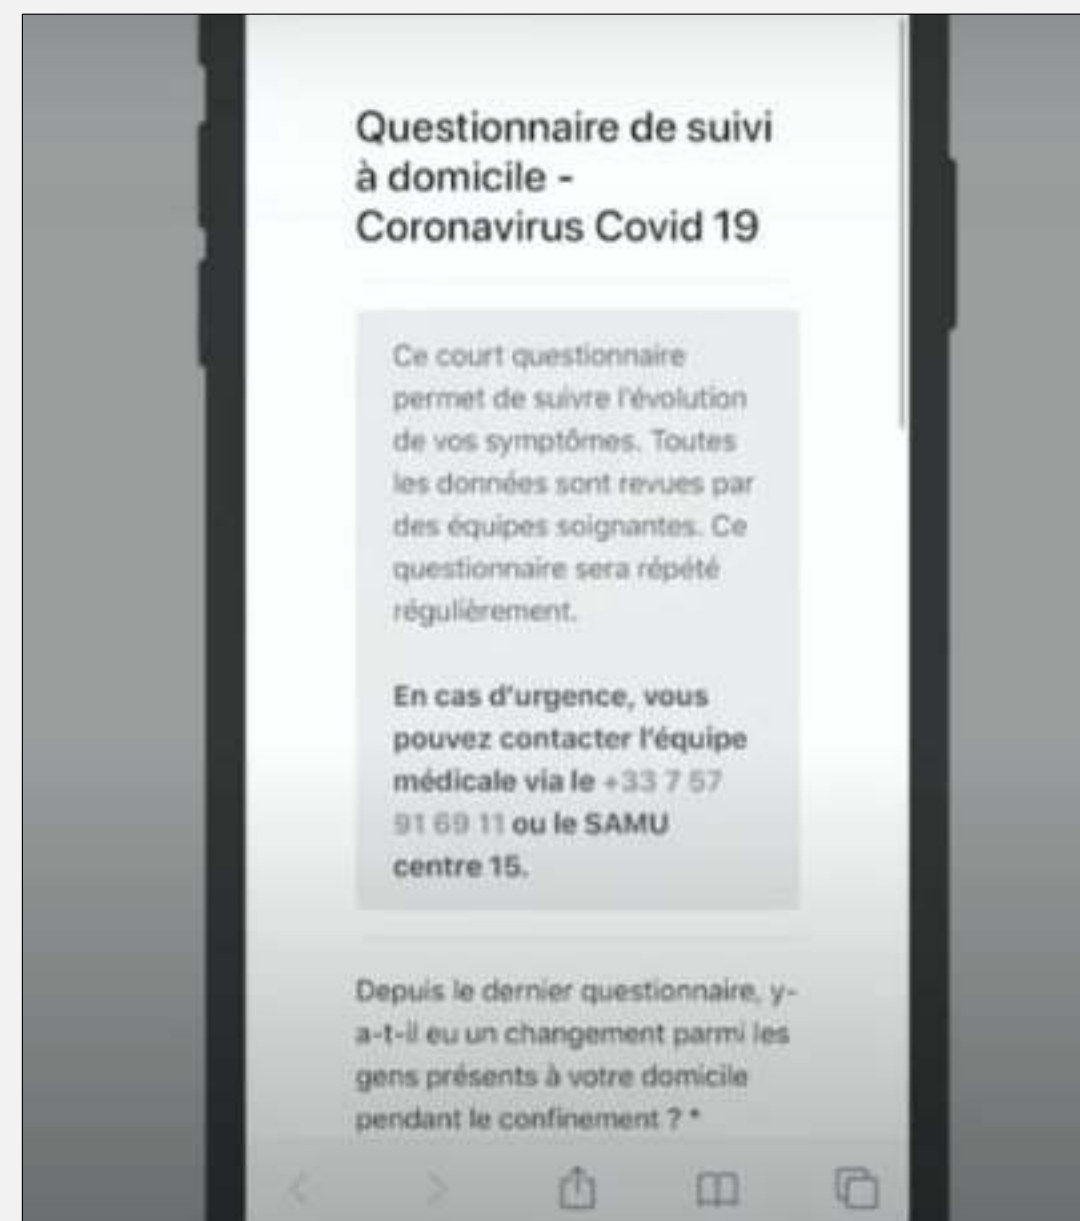 Questionnaire de suivi
à domicile -
Coronavirus Covid 19
Ce court questionnaire
permet de suivre l'évolution
de vos symptômes. Toutes
les données sont revues par
des équipes soignantes. Ce
questionnaire sera répété
régulièrement.
En cas d'urgence, vous
pouvez contacter l'équipe
médicale via le +33 7 57
91 69 11 ou le SAMU
centre 15.
Depuis le dernier questionnaire, y-
a-t-il eu un changement parmi les
gens présents à votre domicile
pendant le confinement ? *